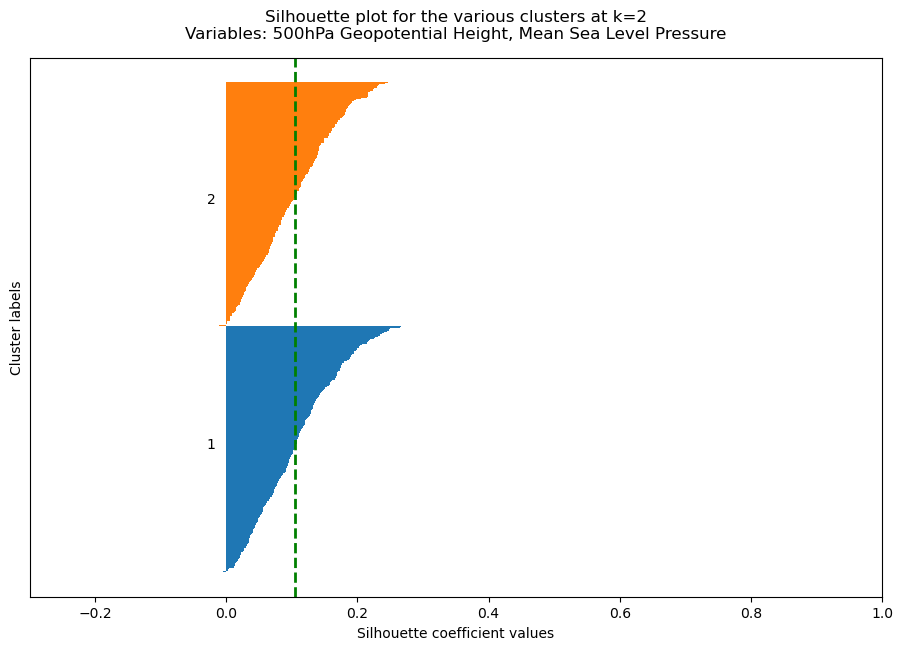 Silhouette plot for the various clusters at k=2
Variables: 500hPa Geopotential Height, Mean Sea Level Pressure
2
Cluster labels
1
−0.2 0.0 0.2 0.4 0.6 0.8 1.0
Silhouette coefficient values